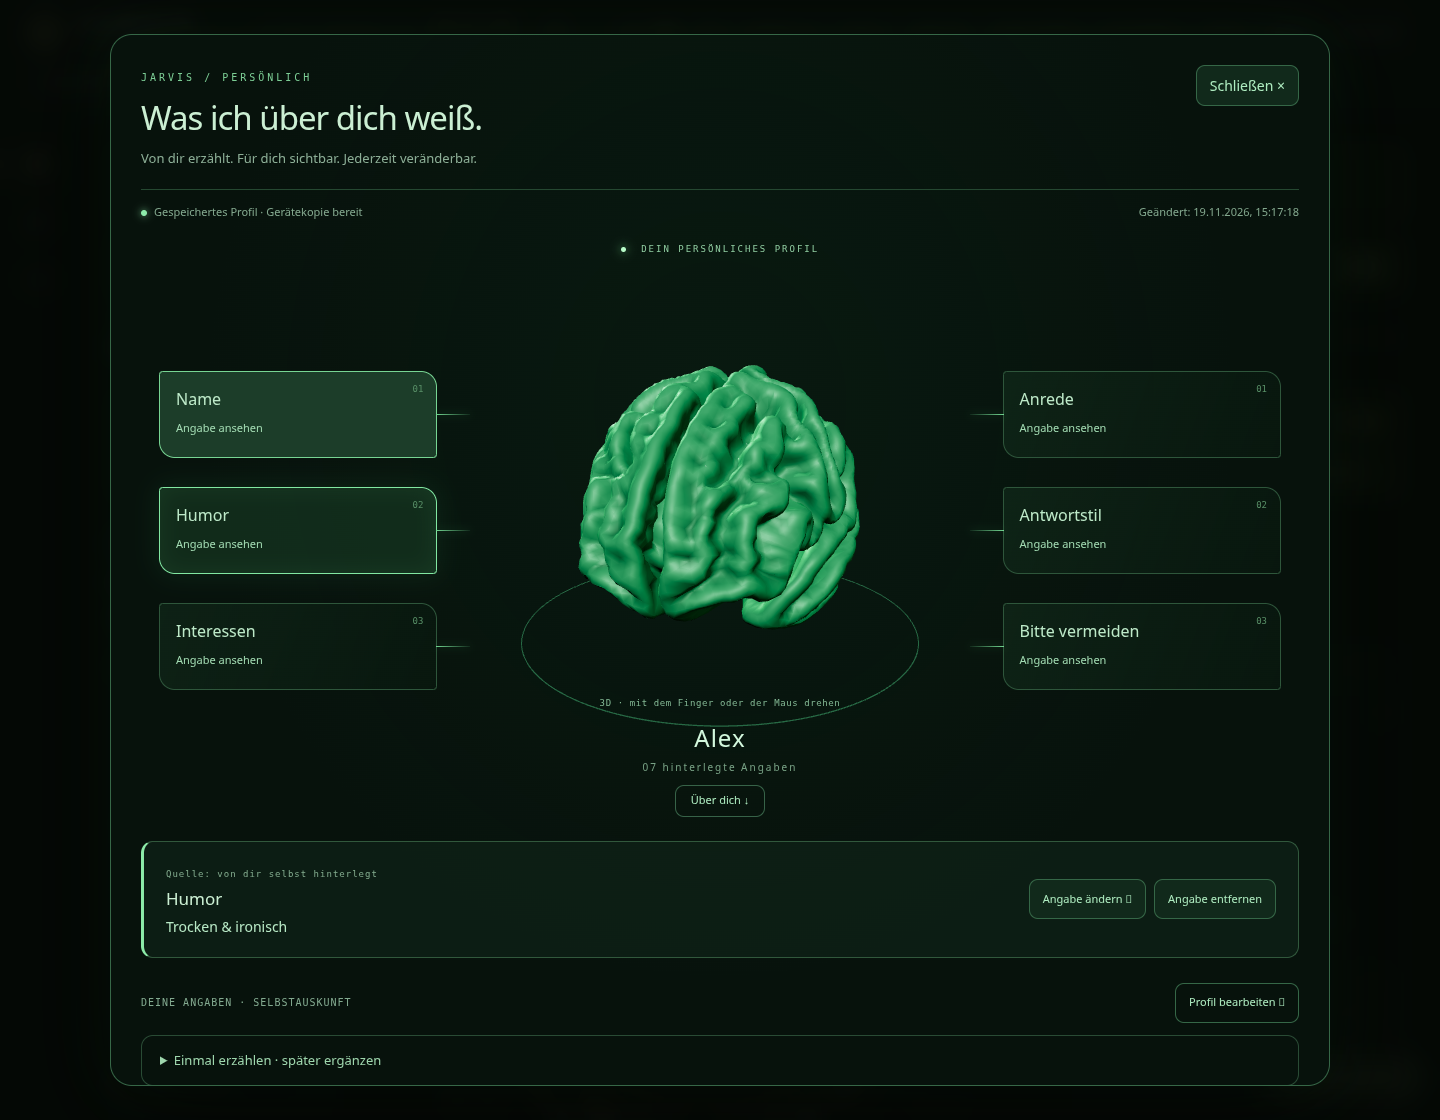 JARVIS / PERSÖNLICH
Schließen ×
Was ich über dich weiß.
Von dir erzählt. Für dich sichtbar. Jederzeit veränderbar.
Gespeichertes Profil · Gerätekopie bereit
Geändert: 19.11.2026, 15:17:18
DEIN PERSÖNLICHES PROFIL
01
Name
Angabe ansehen
02
Humor
Angabe ansehen
03
Interessen
Angabe ansehen
01
Anrede
Angabe ansehen
02
Antwortstil
Angabe ansehen
03
Bitte vermeiden
Angabe ansehen
3D · mit dem Finger oder der Maus drehen
Alex
07 hinterlegte Angaben
Über dich ↓
Quelle: von dir selbst hinterlegt
Humor
Trocken & ironisch
Angabe ändern
Angabe entfernen
DEINE ANGABEN · SELBSTAUSKUNFT
Profil bearbeiten
▶ Einmal erzählen · später ergänzen